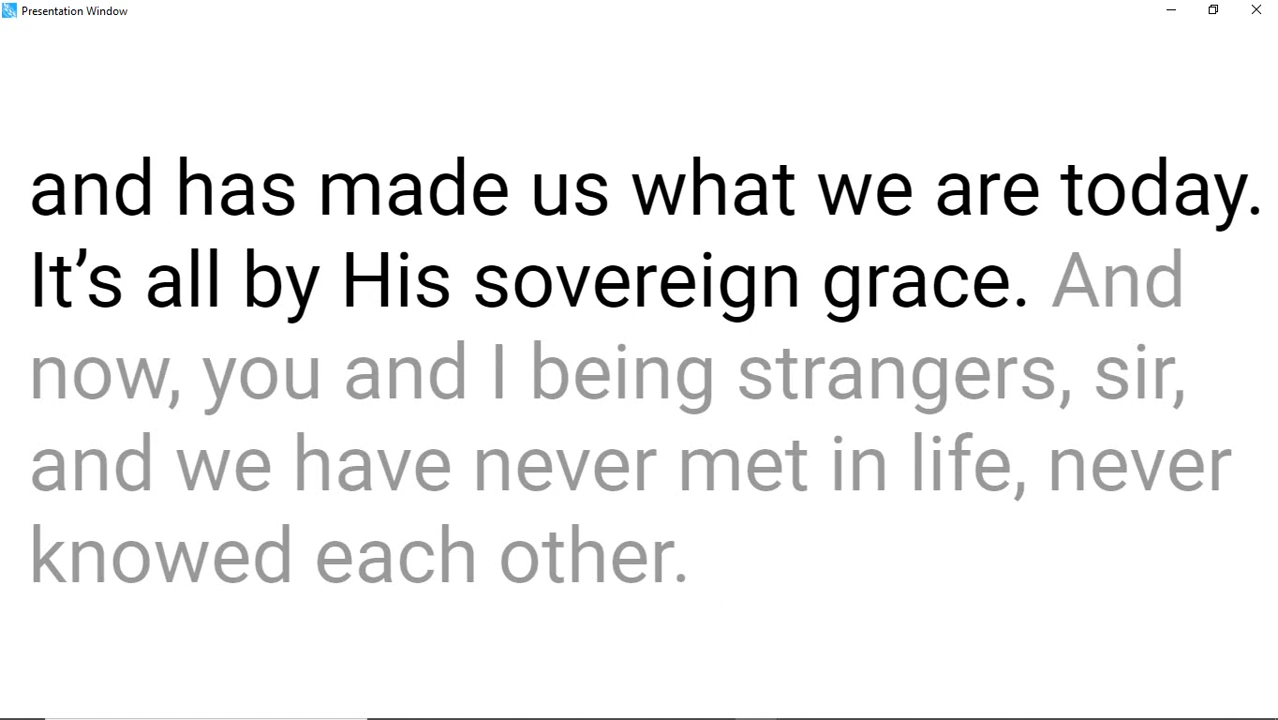 Presentation Window
and has made us what we are today.
It’s all by His sovereign grace. And
now, you and I being strangers, sir,
and we have never met in life, never
knowed each other.